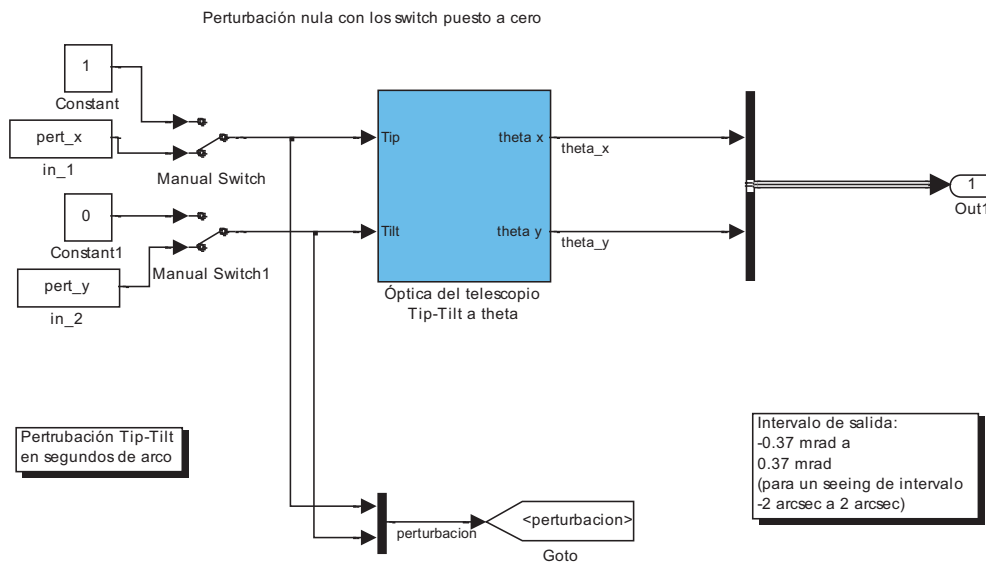 Perturbación nula con los switch puesto a cero
1
Constant
pert_x
in_1
Manual Switch
0
Constant1
pert_y
in_2
Manual Switch1
Tip
theta x
theta_x
Tilt
theta y
theta_y
Óptica del telescopio
Tip-Tilt a theta
1
Out1
Pertrubación Tip-Tilt
en segundos de arco
Intervalo de salida:
-0.37 mrad a
0.37 mrad
(para un seeing de intervalo
-2 arcsec a 2 arcsec)
perturbacion
<perturbacion>
Goto